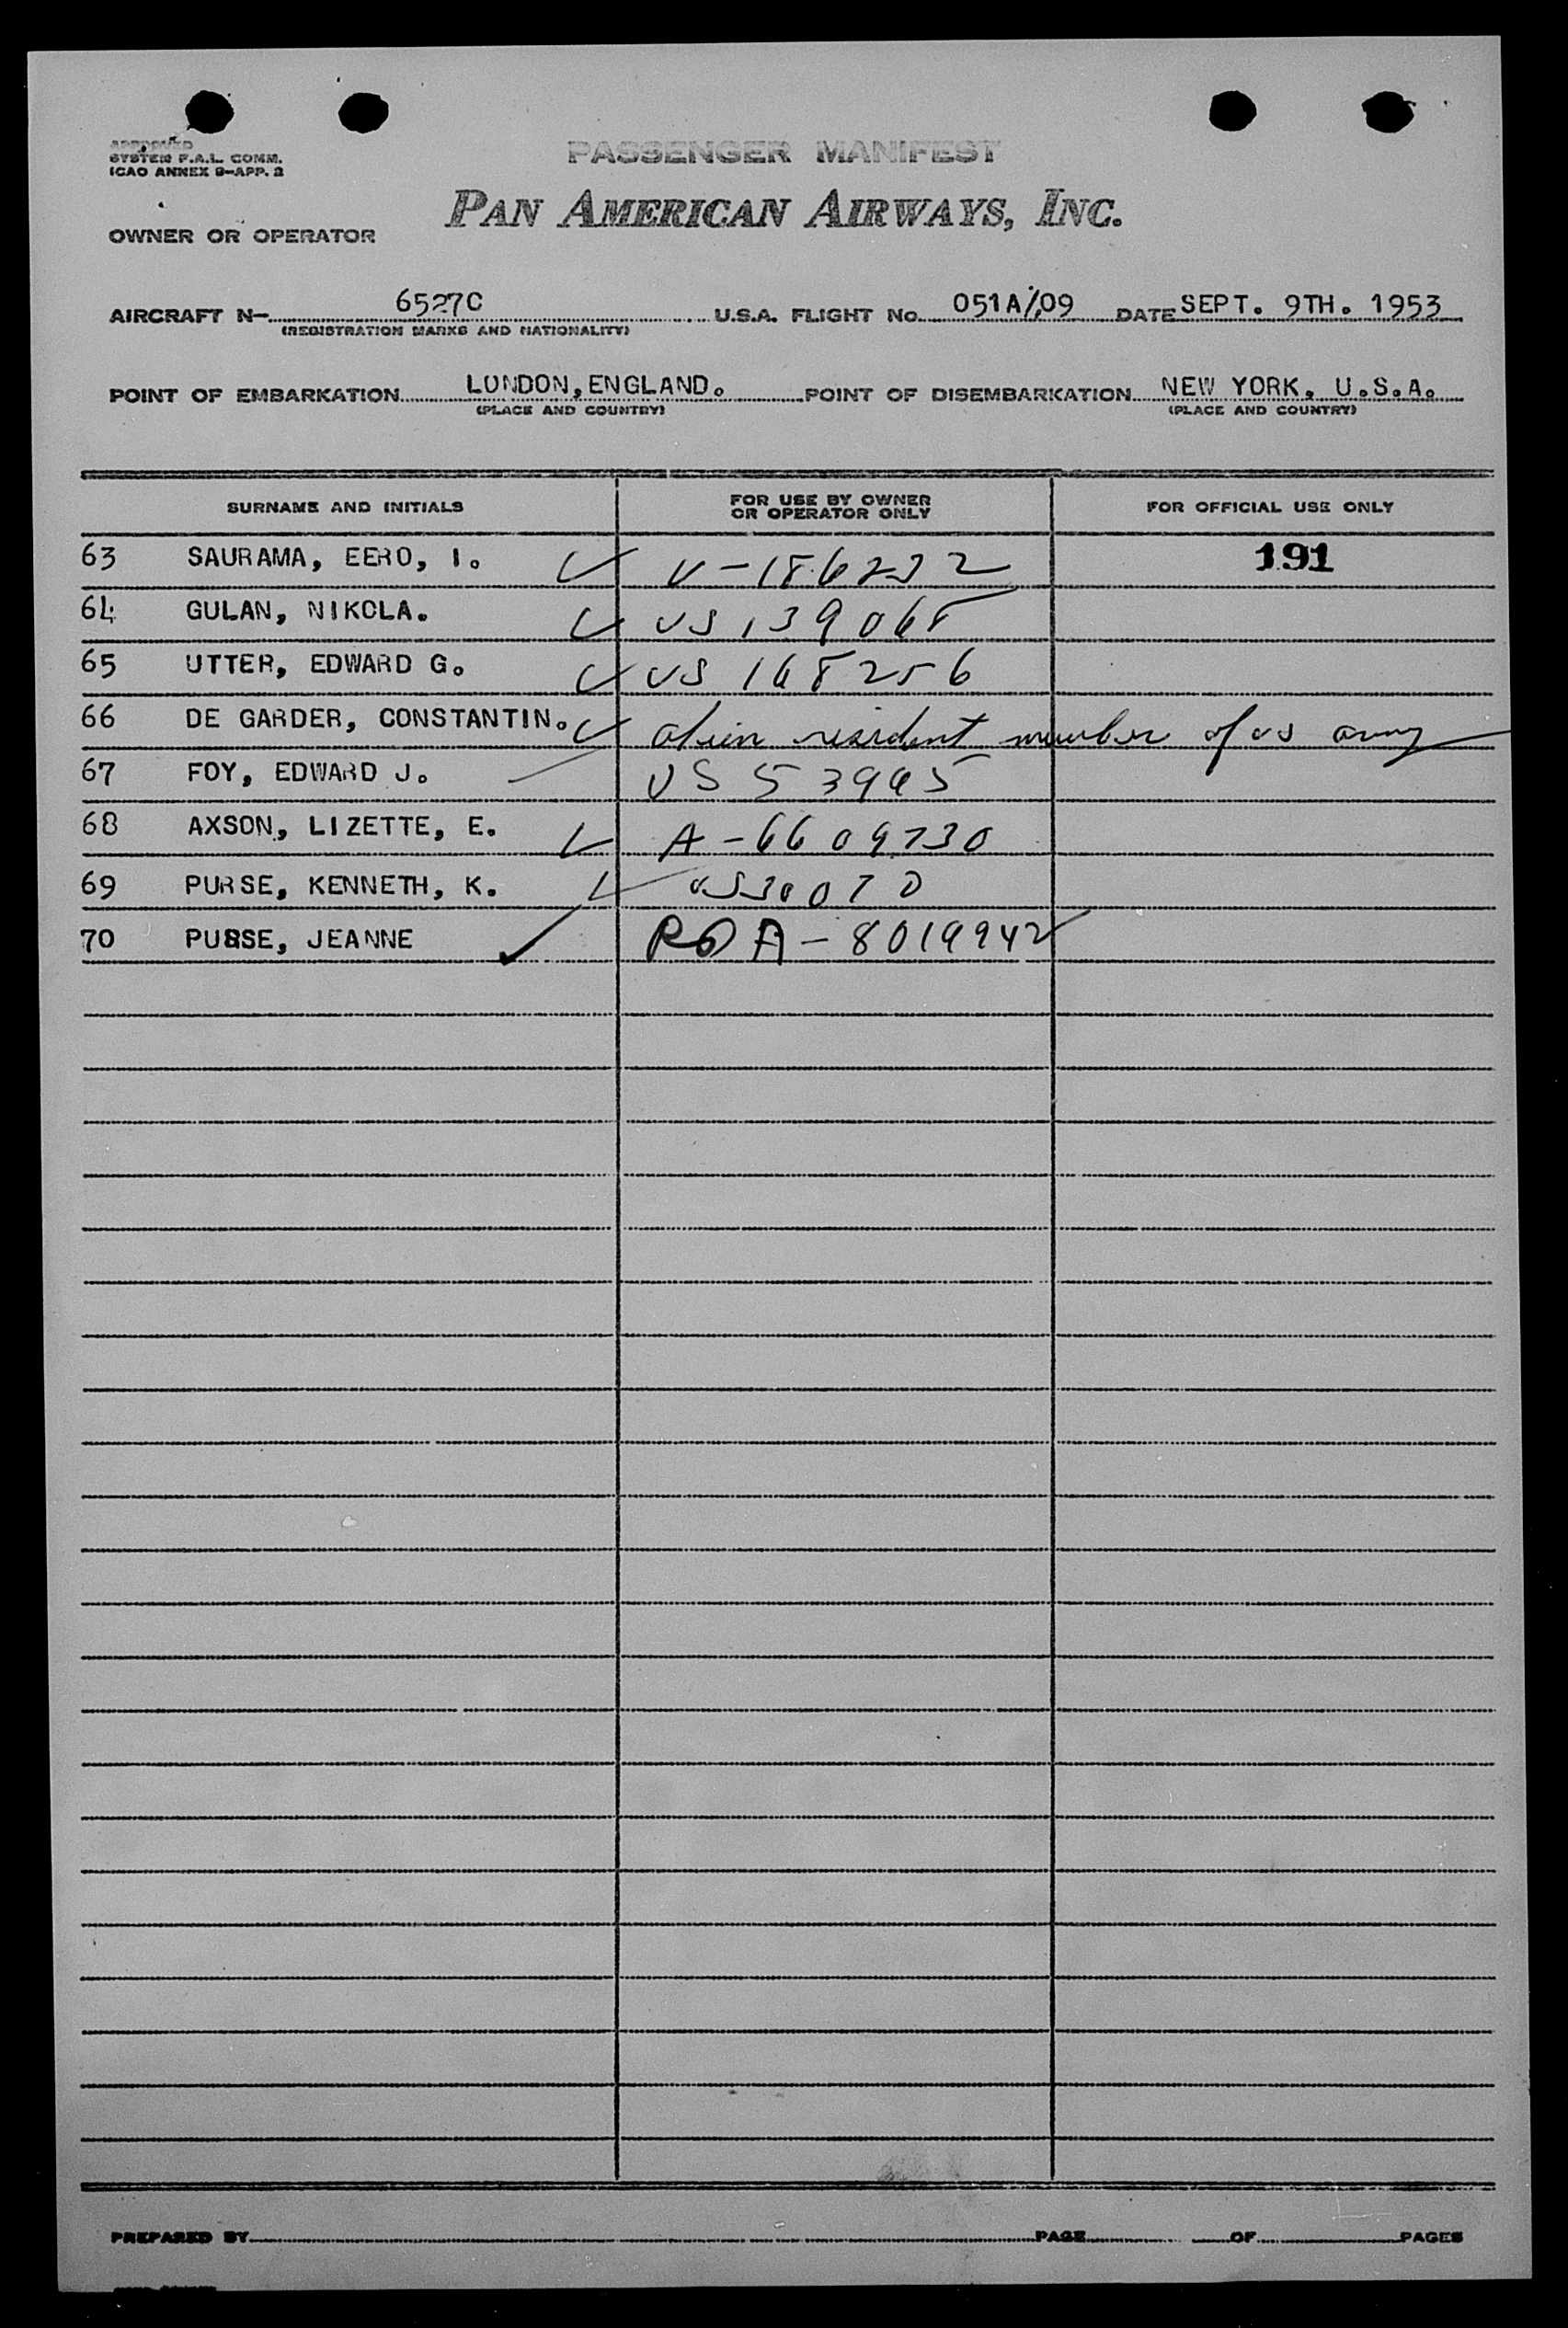 APPROVED
SYSTEM F.A.L. COMM.
ICAO ANNEX 9-APP. 2
PASSENGER MANIFEST
PAN AMERICAN AIRWAYS, INC.
OWNER OR OPERATOR
AIRCRAFT N- 6527C U.S.A. FLIGHT No. 051A/09 DATE SEPT. 9TH. 1953
(REGISTRATION MARKS AND NATIONALITY)
POINT OF EMBARKATION LONDON, ENGLAND. POINT OF DISEMBARKATION NEW YORK, U.S.A.
(PLACE AND COUNTRY) (PLACE AND COUNTRY)
SURNAME AND INITIALS FOR USE BY OWNER OR OPERATOR ONLY FOR OFFICIAL USE ONLY
63 SAURAMA, EERO, I. V-186232 191
64 GULAN, NIKOLA. US 139068
65 UTTER, EDWARD G. US 168256
66 DE GARDER, CONSTANTIN. alien resident member of US army
67 FOY, EDWARD J. US 53965
68 AXSON, LIZETTE, E. A-6609730
69 PURSE, KENNETH, K. US30070
70 PURSE, JEANNE A-8019942
PREPARED BY PAGE OF PAGES